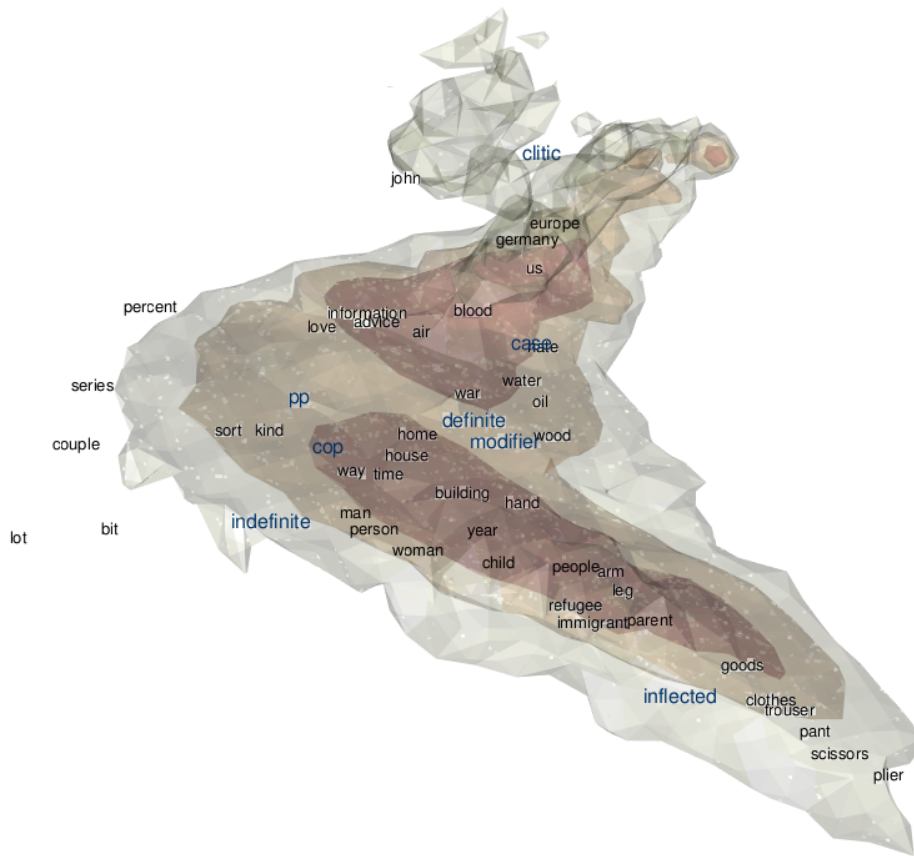 clitic
john
europe
germany
us
percent
information
blood
love
advice
air
case
hate
series
war
water
pp
oil
sort
kind
definite
couple
cop
home
modifier
wood
house
way
time
building
hand
man
indefinite
person
year
lot
bit
woman
child
people
arm
leg
refugee
immigrant
parent
goods
inflected
clothes
trouser
pant
scissors
plier